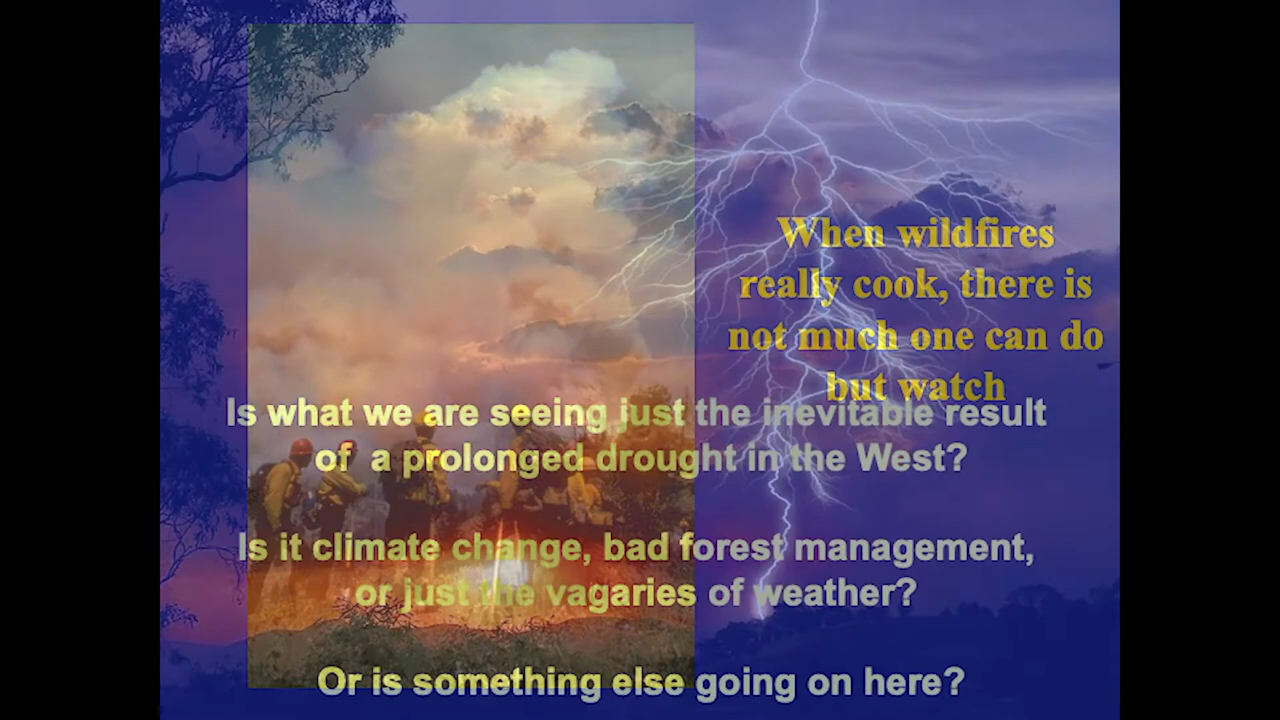 When wildfires
really cook, there is
not much one can do
but watch
Is what we are seeing just the inevitable result
of a prolonged drought in the West?
Is it climate change, bad forest management,
or just the vagaries of weather?
Or is something else going on here?